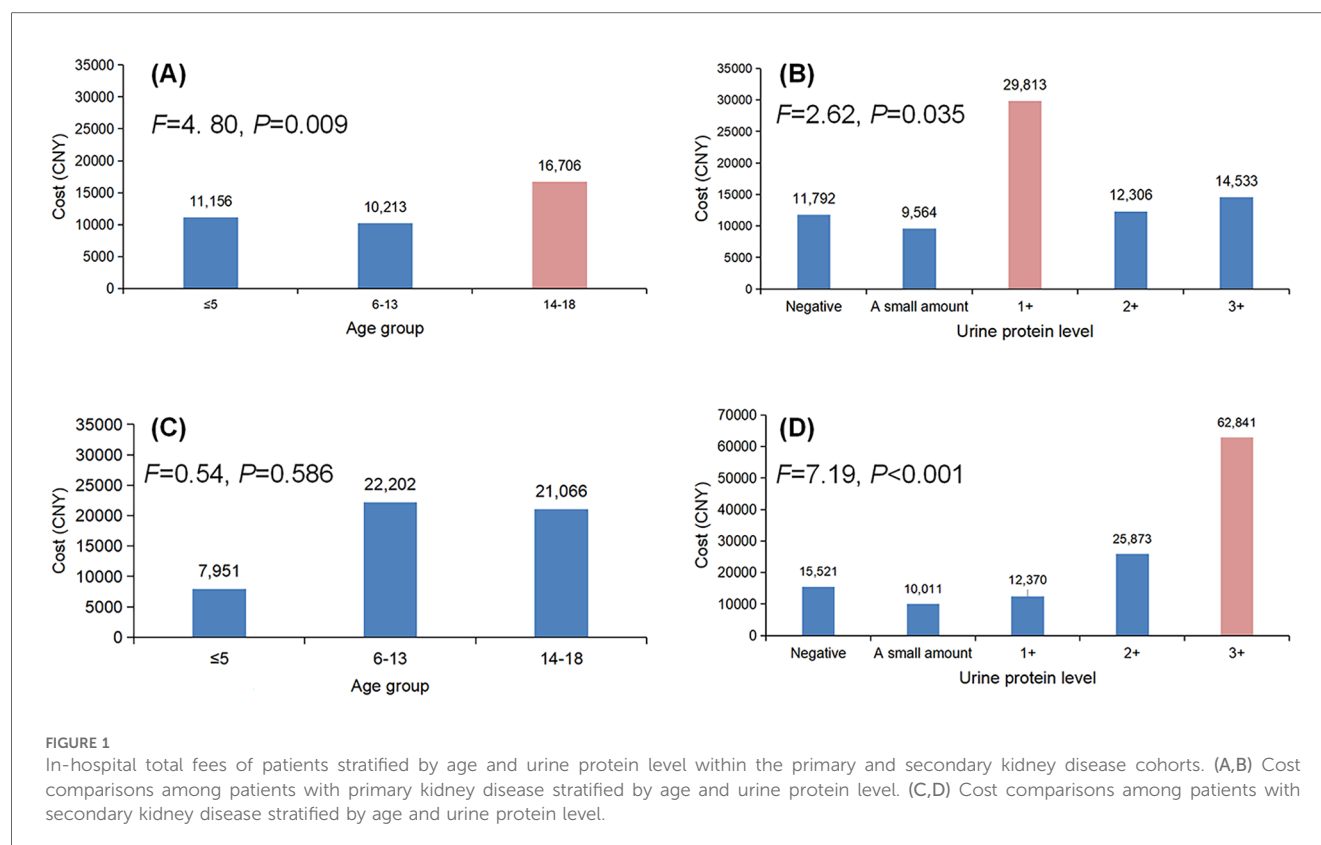 (A)
F=4. 80, P=0.009
Cost (CNY)
35000
30000
25000
20000
15000
10000
5000
0
11,156
10,213
16,706
≤5
6-13
14-18
Age group
(B)
F=2.62, P=0.035
Cost (CNY)
35000
30000
25000
20000
15000
10000
5000
0
11,792
9,564
29,813
12,306
14,533
Negative
A small amount
1+
2+
3+
Urine protein level
(C)
F=0.54, P=0.586
Cost (CNY)
35000
30000
25000
20000
15000
10000
5000
0
7,951
22,202
21,066
≤5
6-13
14-18
Age group
(D)
F=7.19, P<0.001
Cost (CNY)
70000
60000
50000
40000
30000
20000
10000
0
15,521
10,011
12,370
25,873
62,841
Negative
A small amount
1+
2+
3+
Urine protein level
FIGURE 1
In-hospital total fees of patients stratified by age and urine protein level within the primary and secondary kidney disease cohorts. (A,B) Cost
comparisons among patients with primary kidney disease stratified by age and urine protein level. (C,D) Cost comparisons among patients with
secondary kidney disease stratified by age and urine protein level.